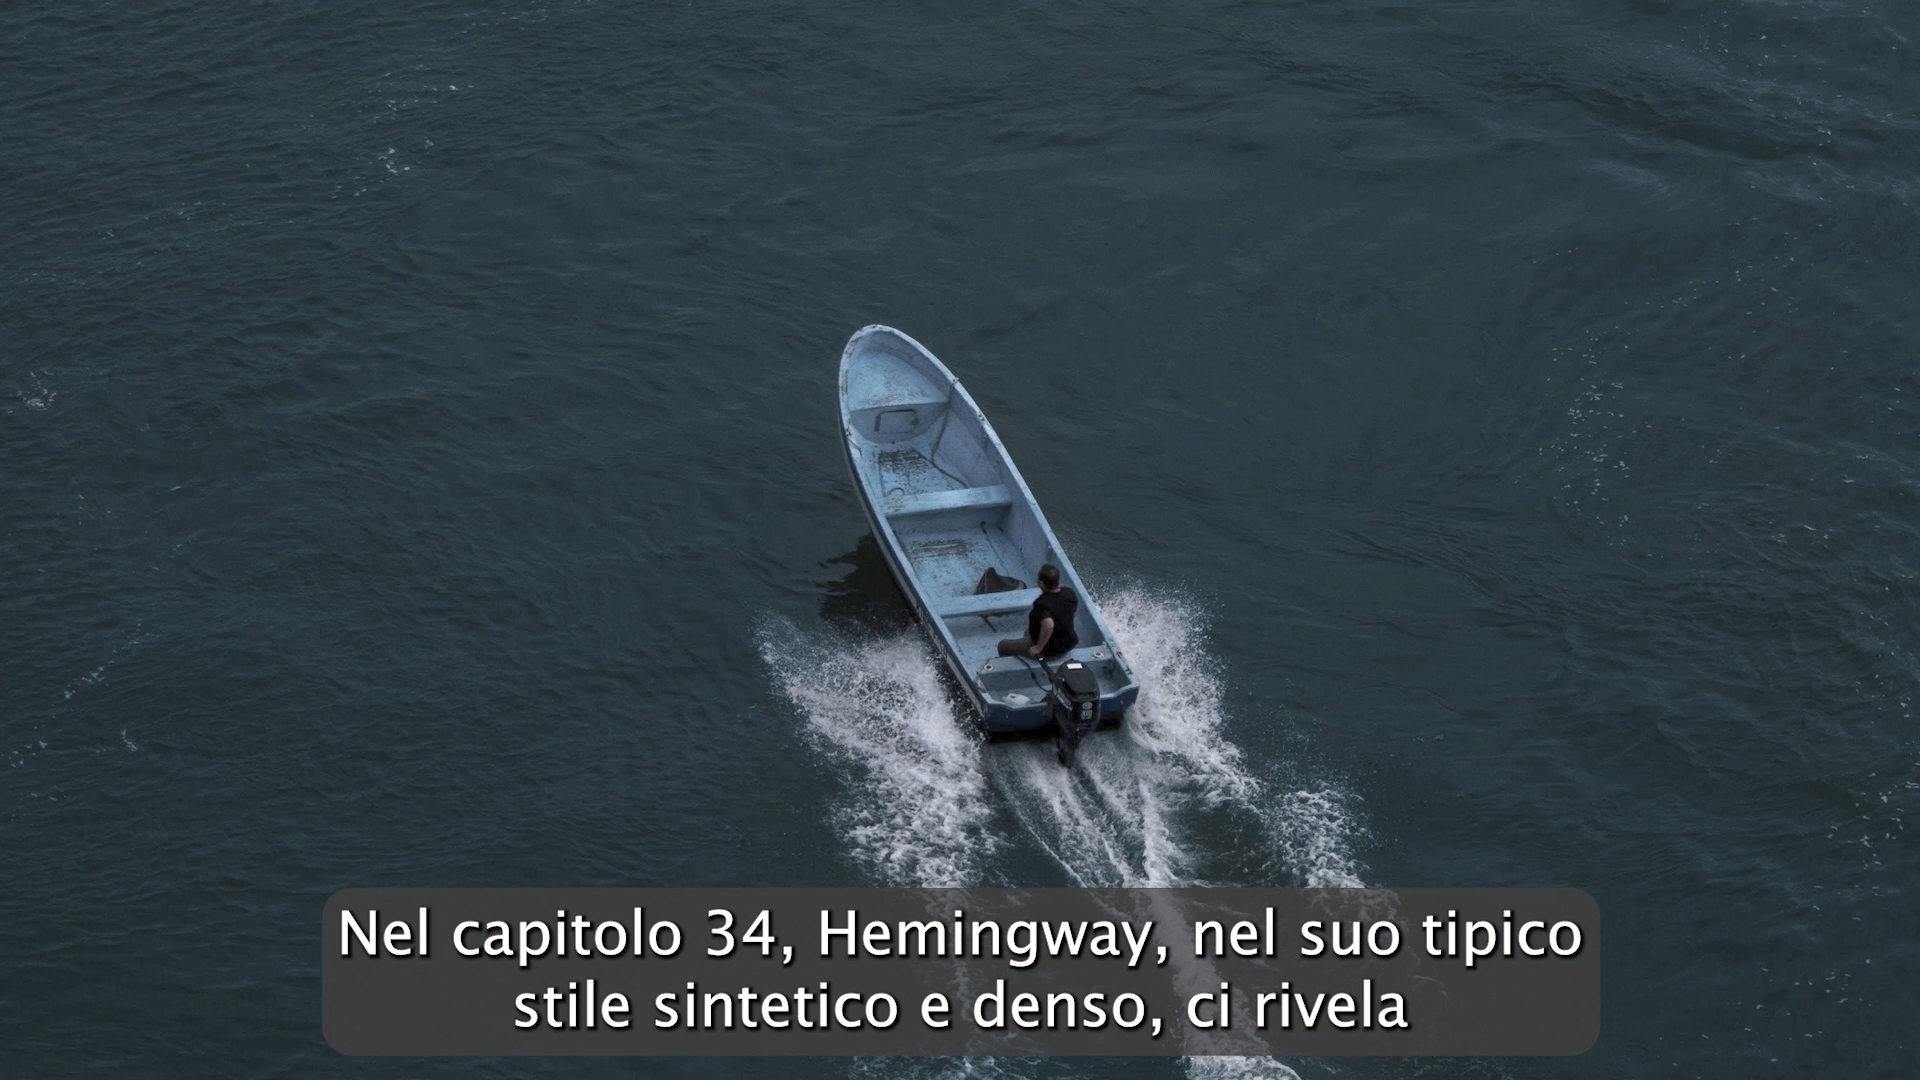 Nel capitolo 34, Hemingway, nel suo tipico
stile sintetico e denso, ci rivela